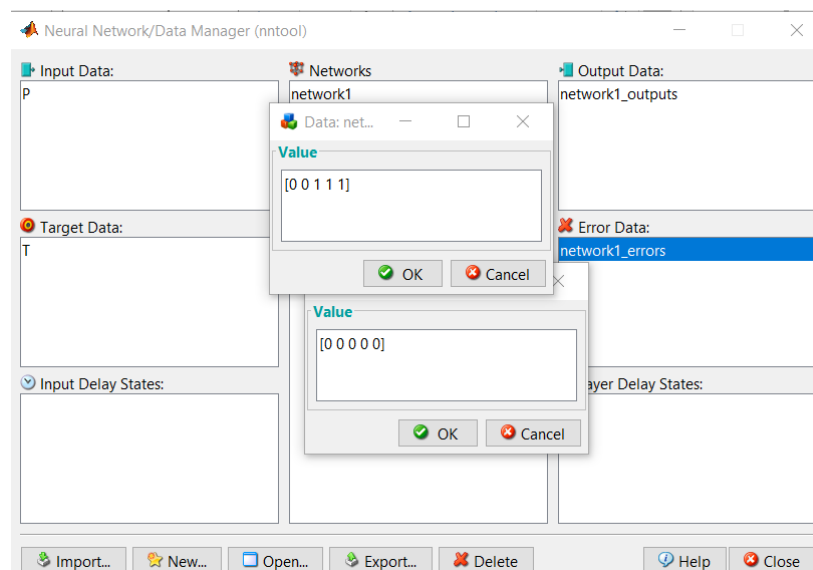 Neural Network/Data Manager (nntool)
Input Data:
P
Networks
network1
Output Data:
network1_outputs
Data: net...
Value
[0 0 1 1 1]
OK
Cancel
Target Data:
T
Error Data:
network1_errors
Value
[0 0 0 0 0]
OK
Cancel
Input Delay States:
ayer Delay States:
Import...
New...
Open...
Export...
Delete
Help
Close